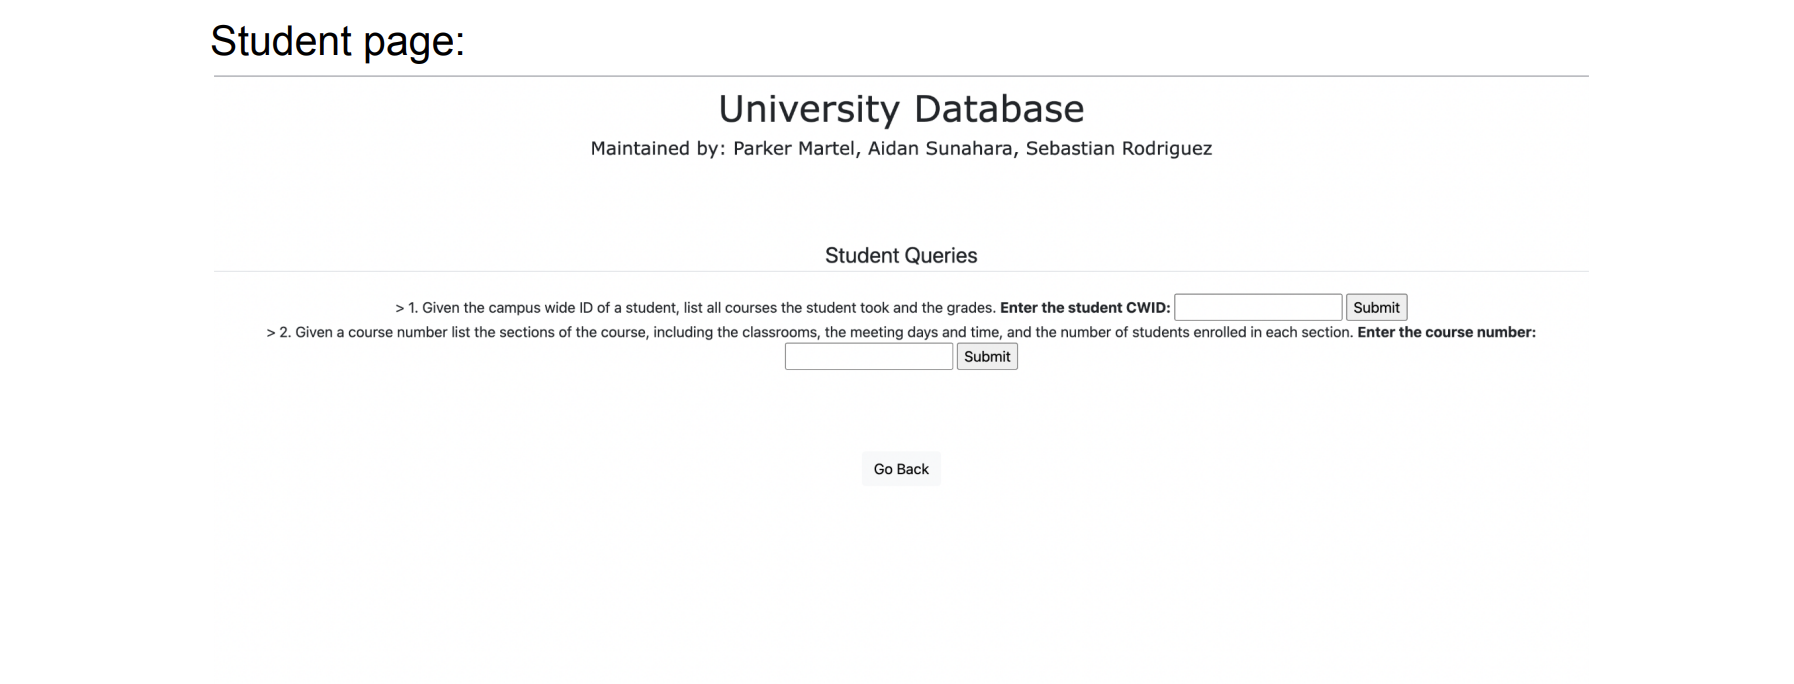 Student page:
University Database
Maintained by: Parker Martel, Aidan Sunahara, Sebastian Rodriguez
Student Queries
> 1. Given the campus wide ID of a student, list all courses the student took and the grades. Enter the student CWID: Submit
> 2. Given a course number list the sections of the course, including the classrooms, the meeting days and time, and the number of students enrolled in each section. Enter the course number:
Submit
Go Back